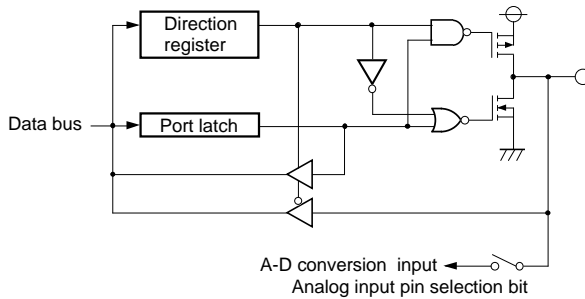 Direction
register
Data bus
Port latch
A-D conversion input
Analog input pin selection bit